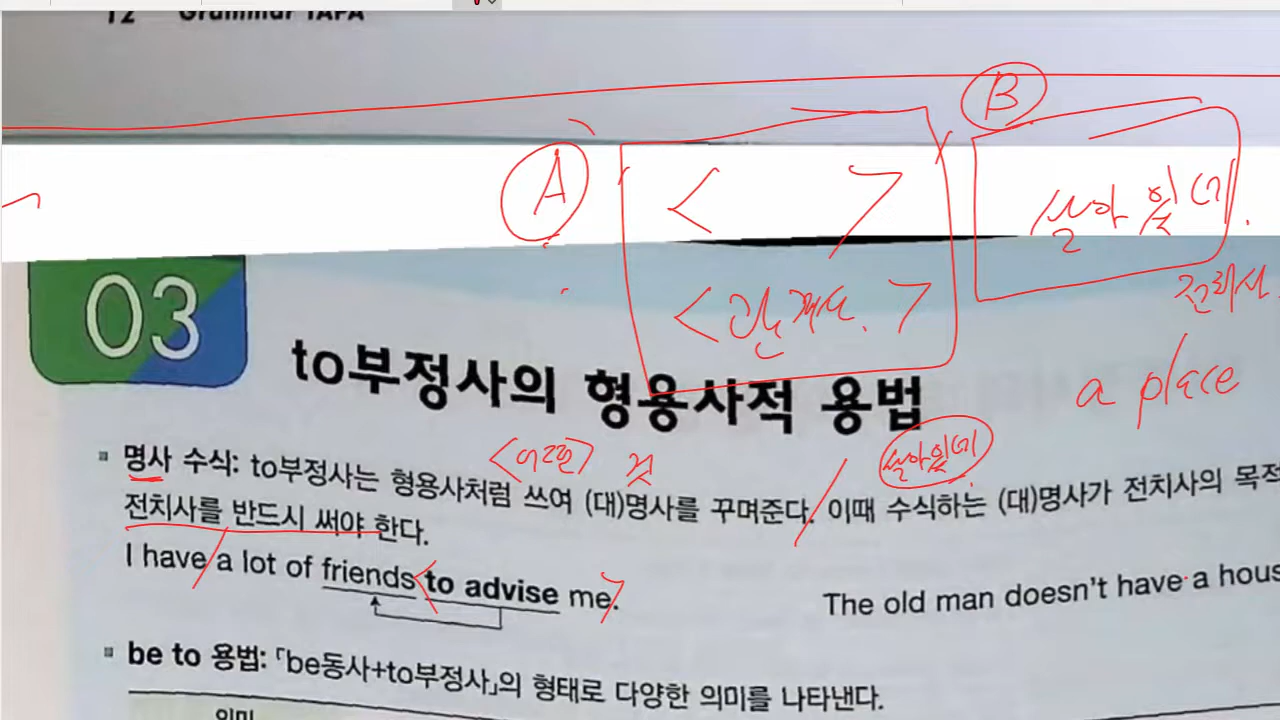 12 Grammar TAPA
B
A
살아있네.
<관계도.>
전치사.
03
a place
to부정사의 형용사적 용법
<어2르> 것
살아있네
명사 수식: to부정사는 형용사처럼 쓰여 (대)명사를 꾸며준다. 이때 수식하는 (대)명사가 전치사의 목적
전치사를 반드시 써야 한다.
I have a lot of friends to advise me.
The old man doesn't have a hous
be to 용법: 「be동사+to부정사」의 형태로 다양한 의미를 나타낸다.
의미